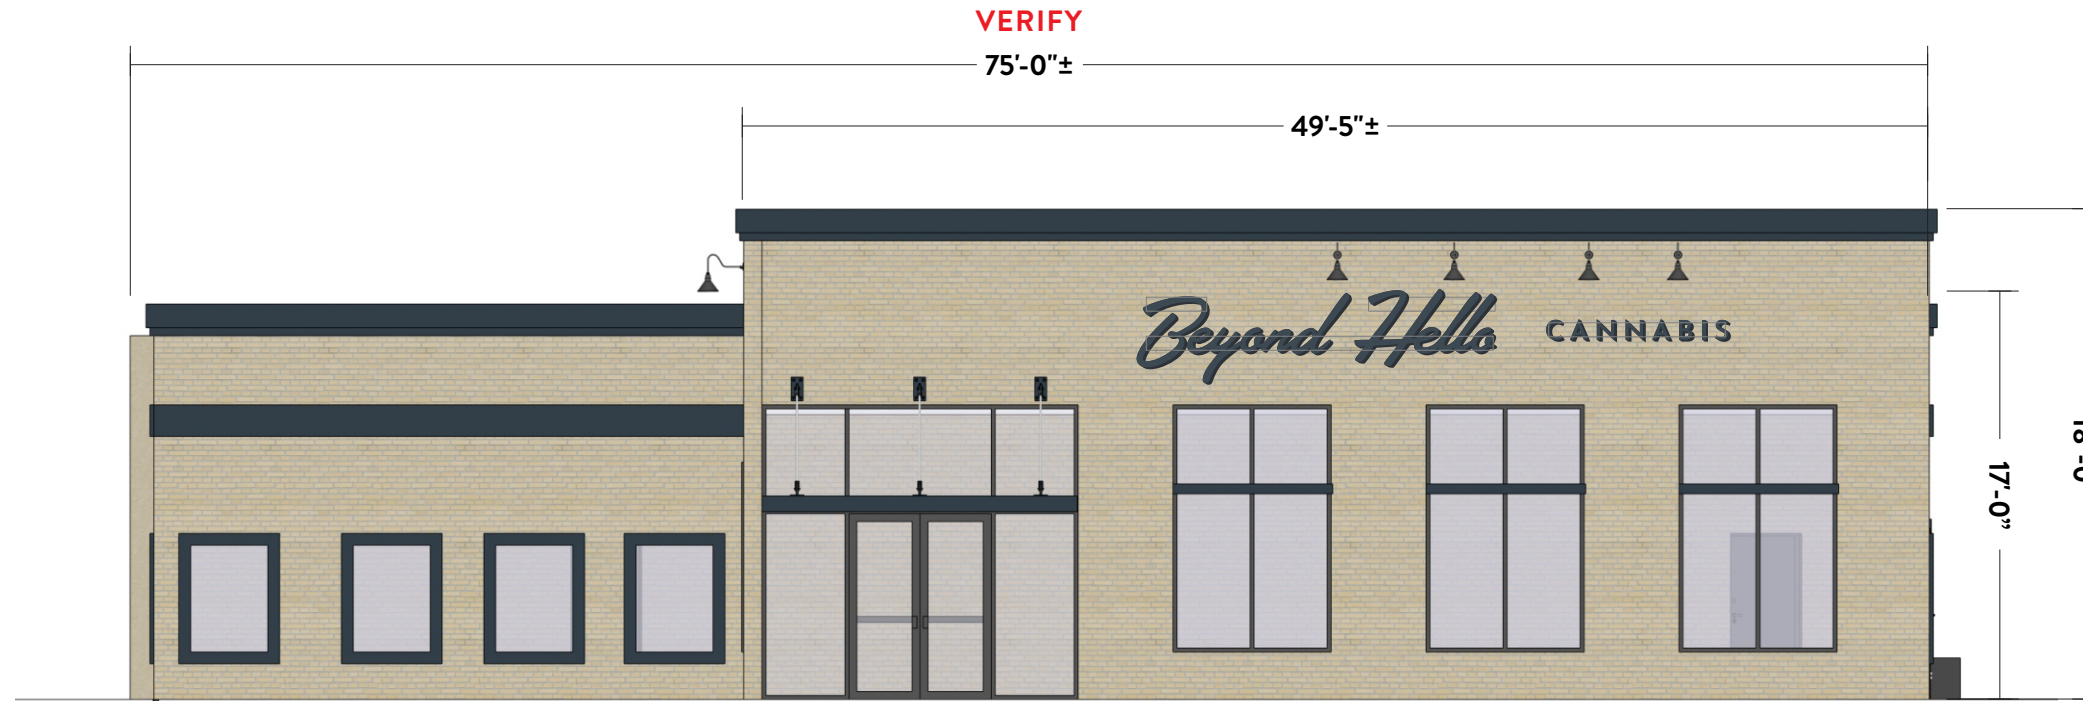 VERIFY
75'-0"±
49'-5"±
Beyond Hello CANNABIS
17'-0”